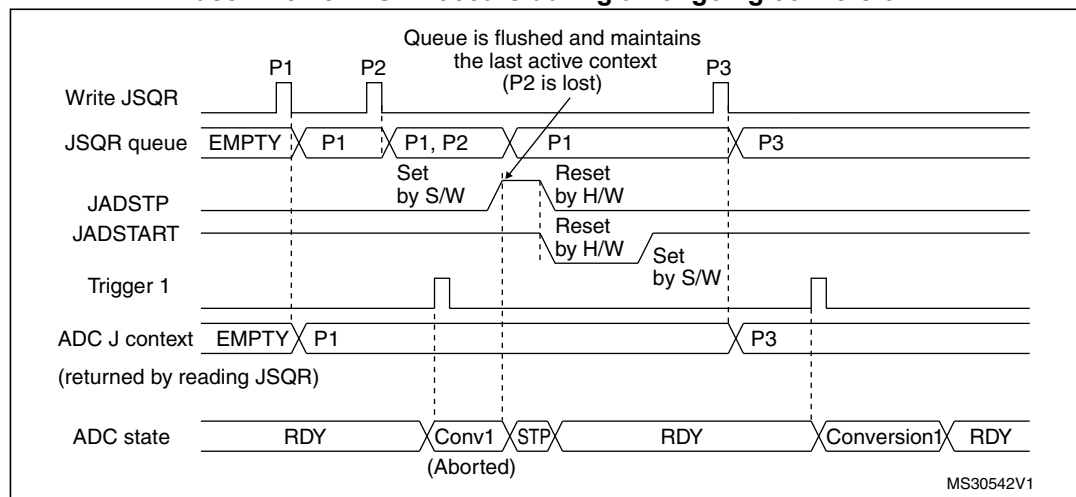 Queue is flushed and maintains
the last active context
(P2 is lost)
P1
P2
P3
Write JSQR
JSQR queue
EMPTY
P1
P1, P2
P1
P3
Set
by S/W
Reset
by H/W
JADSTP
JADSTART
Reset
by H/W
Set
by S/W
Trigger 1
ADC J context
EMPTY
P1
P3
(returned by reading JSQR)
ADC state
RDY
Conv1
STP
RDY
Conversion1
RDY
(Aborted)
MS30542V1